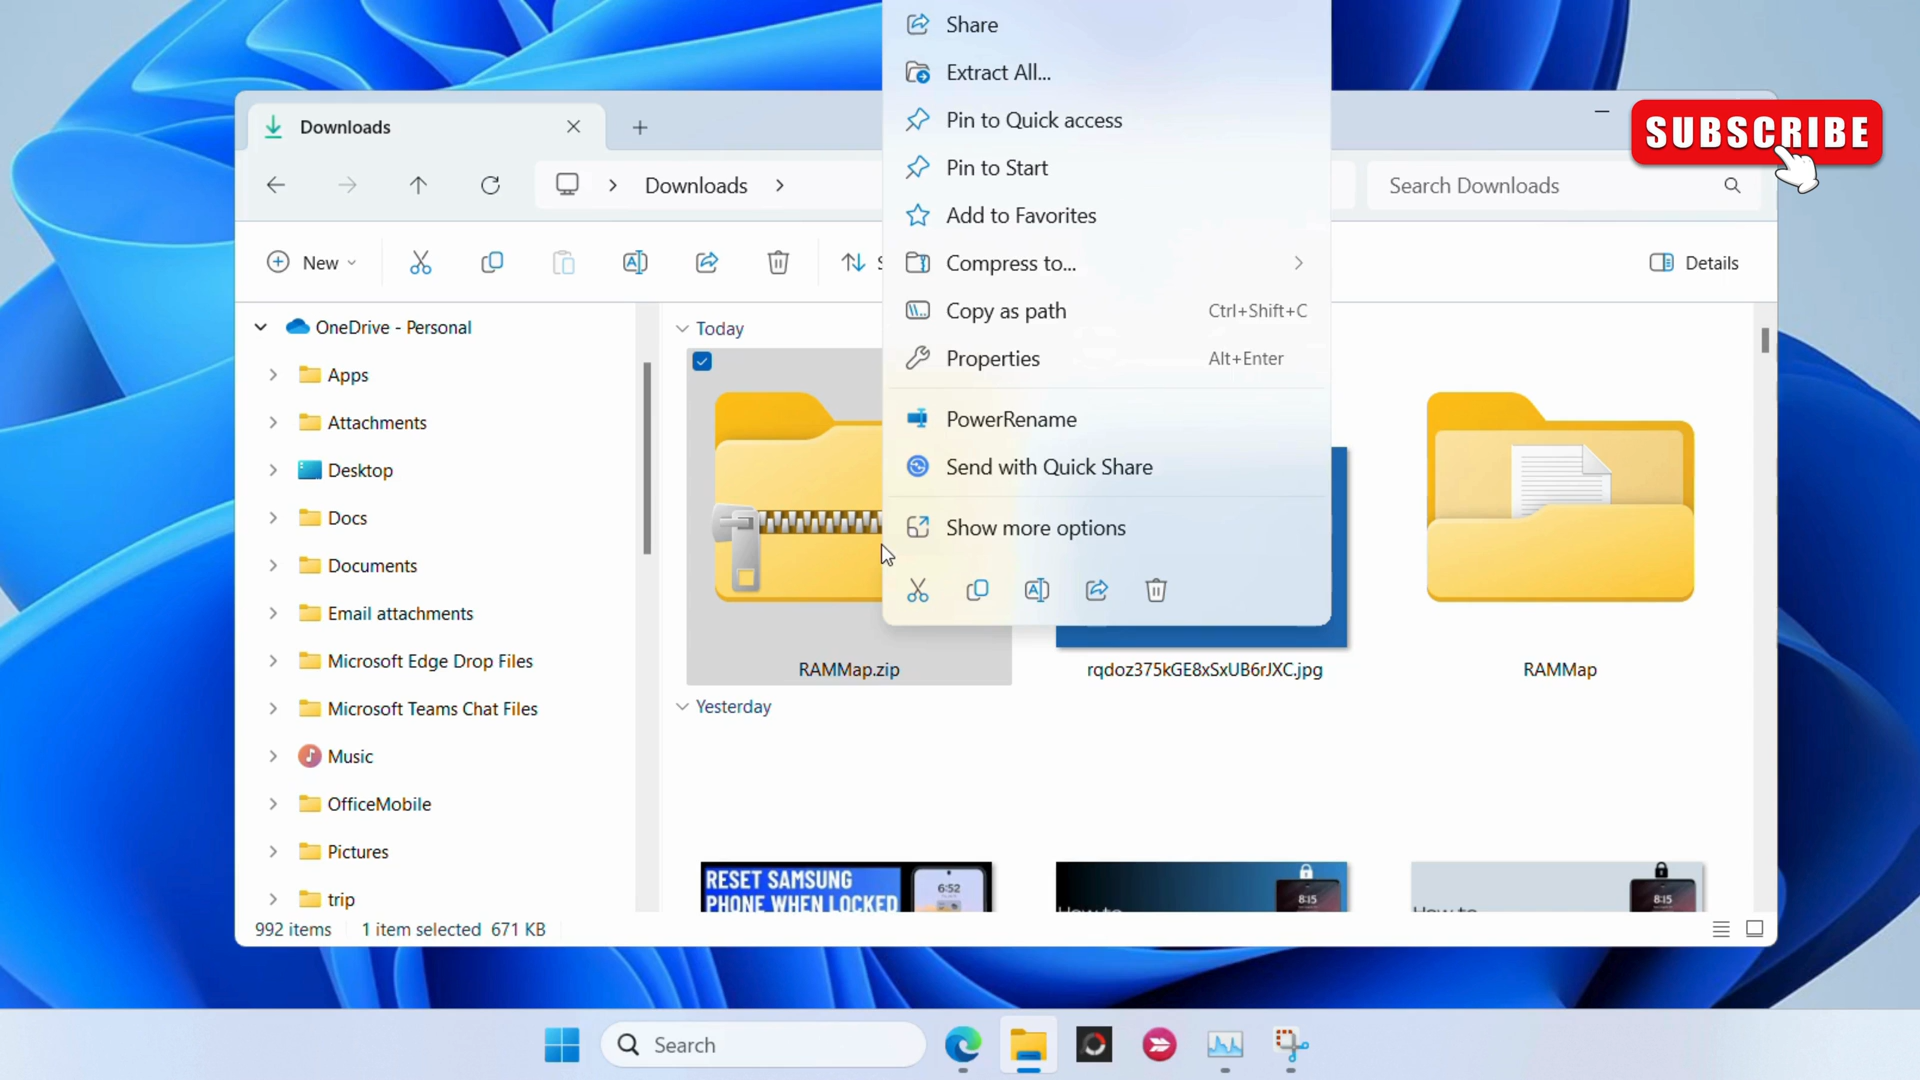 Share
Extract All...
Pin to Quick access
Pin to Start
Add to Favorites
Compress to...
Copy as path Ctrl+Shift+C
Properties Alt+Enter
PowerRename
Send with Quick Share
Show more options
SUBSCRIBE
Downloads
Downloads
Search Downloads
New
Details
OneDrive - Personal
Apps
Attachments
Desktop
Docs
Documents
Email attachments
Microsoft Edge Drop Files
Microsoft Teams Chat Files
Music
OfficeMobile
Pictures
trip
Today
RAMMap.zip
rqdoz375kGE8xSxUB6rJXC.jpg
RAMMap
Yesterday
RESET SAMSUNG
PHONE WHEN LOCKED
6:52
How to
8:15
How to
8:15
992 items 1 item selected 671 KB
Search